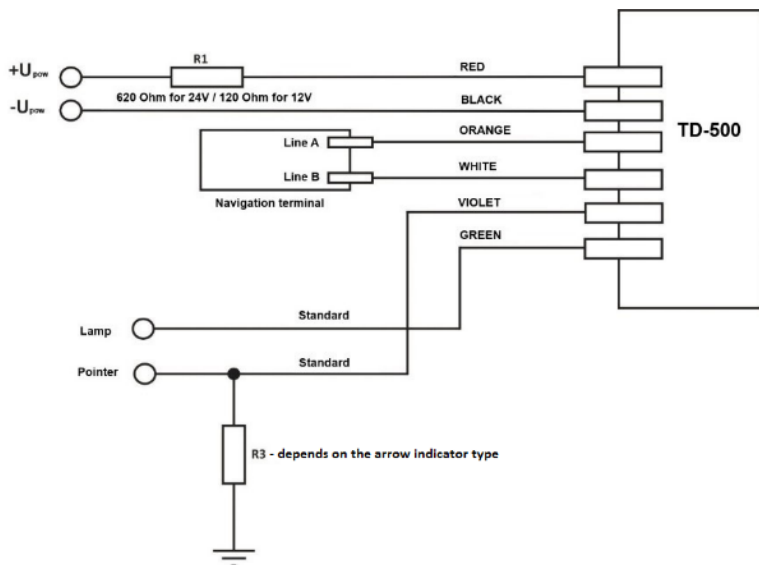 R1
+Upow
RED
620 Ohm for 24V / 120 Ohm for 12V
-Upow
BLACK
ORANGE
TD-500
Line A
WHITE
Line B
Navigation terminal
VIOLET
GREEN
Standard
Lamp
Standard
Pointer
R3 - depends on the arrow indicator type